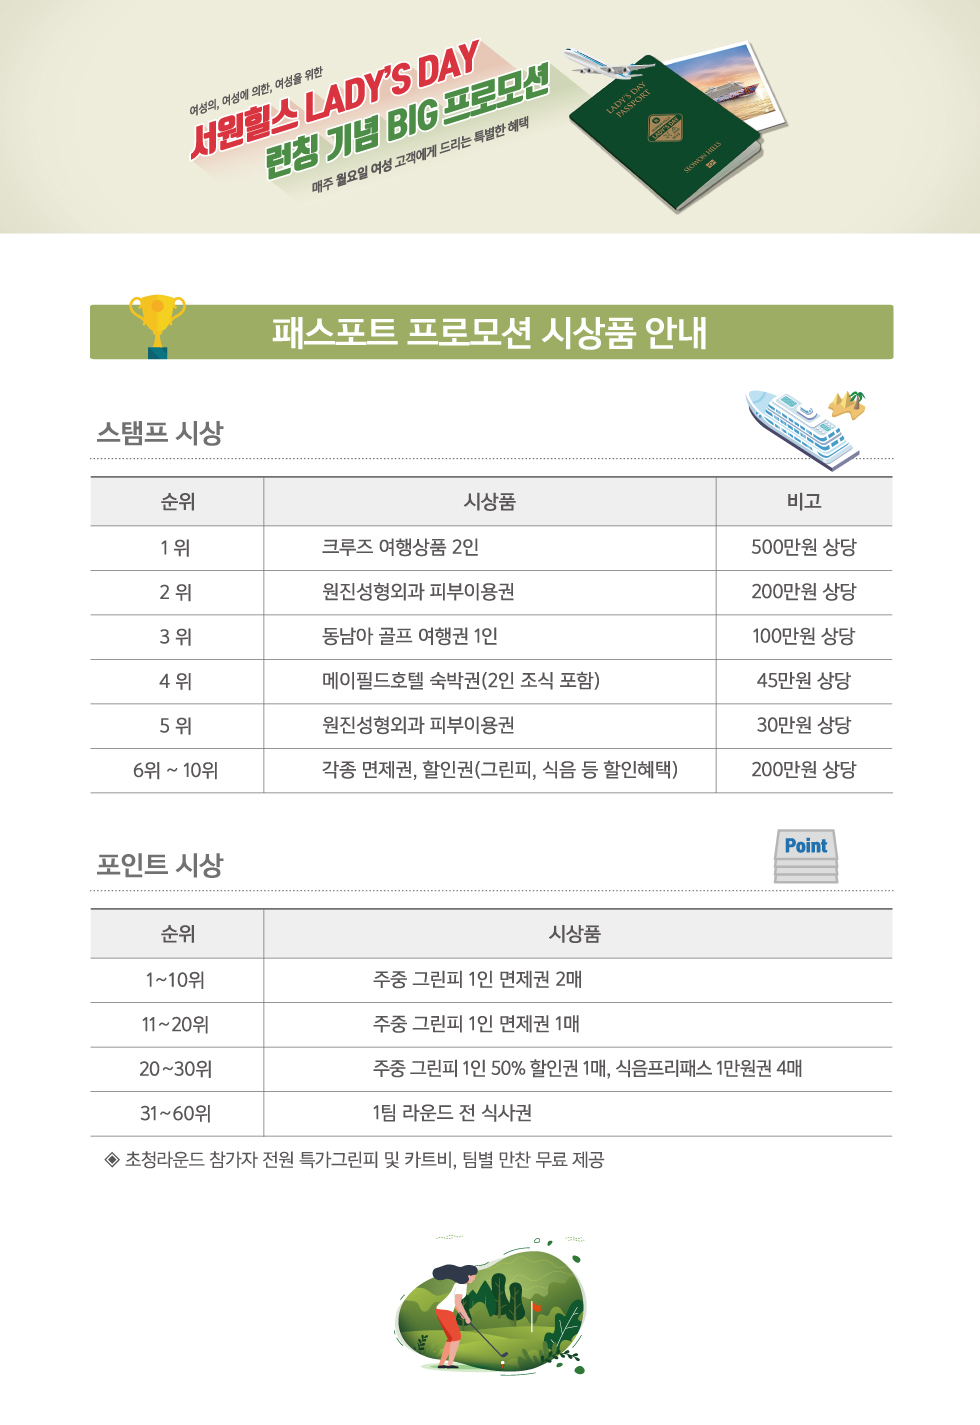 여성의, 여성에 의한, 여성을 위한
서원힐스 LADY'S DAY
런칭 기념 BIG 프로모션
매주 월요일 여성 고객에게 드리는 특별한 혜택
LADY'S DAY
PASSPORT
LADY'S DAY
SEOWON HILLS
패스포트 프로모션 시상품 안내
스탬프 시상
순위 시상품 비고
1 위 크루즈 여행상품 2인 500만원 상당
2 위 원진성형외과 피부이용권 200만원 상당
3 위 동남아 골프 여행권 1인 100만원 상당
4 위 메이필드호텔 숙박권(2인 조식 포함) 45만원 상당
5 위 원진성형외과 피부이용권 30만원 상당
6위 ~ 10위 각종 면제권, 할인권(그린피, 식음 등 할인혜택) 200만원 상당
포인트 시상
Point
순위 시상품
1~10위 주중 그린피 1인 면제권 2매
11~20위 주중 그린피 1인 면제권 1매
20~30위 주중 그린피 1인 50% 할인권 1매, 식음프리패스 1만원권 4매
31~60위 1팀 라운드 전 식사권
◈ 초청라운드 참가자 전원 특가그린피 및 카트비, 팀별 만찬 무료 제공